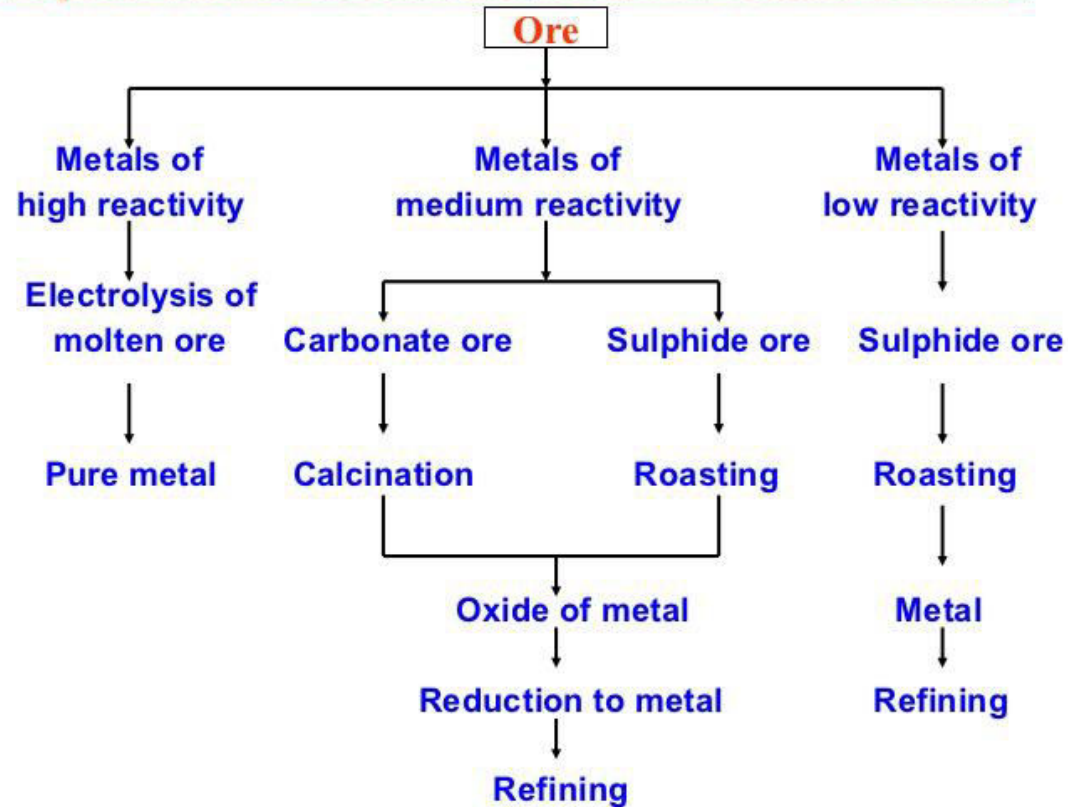 Ore
Metals of
high reactivity
Metals of
medium reactivity
Metals of
low reactivity
Electrolysis of
molten ore
Carbonate ore
Sulphide ore
Sulphide ore
Pure metal
Calcination
Roasting
Roasting
Oxide of metal
Metal
Reduction to metal
Refining
Refining